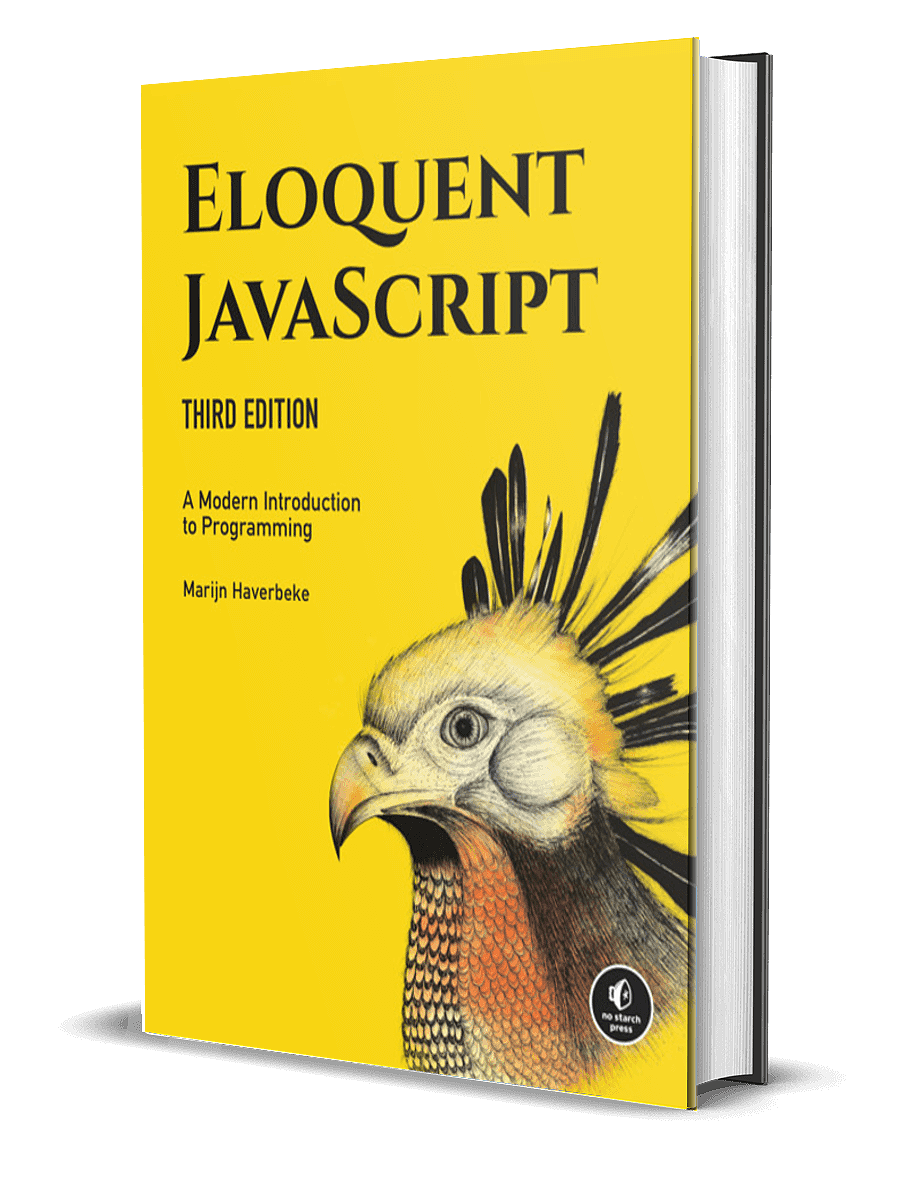 ELOQUENT
JAVASCRIPT
THIRD EDITION
A Modern Introduction
to Programming
Marijn Haverbeke
no starch
press